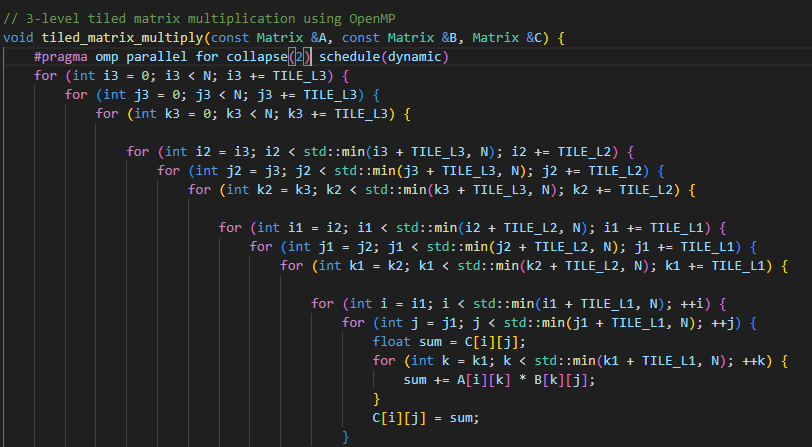 // 3-level tiled matrix multiplication using OpenMP
void tiled_matrix_multiply(const Matrix &A, const Matrix &B, Matrix &C) {
    #pragma omp parallel for collapse(2) schedule(dynamic)
    for (int i3 = 0; i3 < N; i3 += TILE_L3) {
        for (int j3 = 0; j3 < N; j3 += TILE_L3) {
            for (int k3 = 0; k3 < N; k3 += TILE_L3) {

                for (int i2 = i3; i2 < std::min(i3 + TILE_L3, N); i2 += TILE_L2) {
                    for (int j2 = j3; j2 < std::min(j3 + TILE_L3, N); j2 += TILE_L2) {
                        for (int k2 = k3; k2 < std::min(k3 + TILE_L3, N); k2 += TILE_L2) {

                            for (int i1 = i2; i1 < std::min(i2 + TILE_L2, N); i1 += TILE_L1) {
                                for (int j1 = j2; j1 < std::min(j2 + TILE_L2, N); j1 += TILE_L1) {
                                    for (int k1 = k2; k1 < std::min(k2 + TILE_L2, N); k1 += TILE_L1) {

                                        for (int i = i1; i < std::min(i1 + TILE_L1, N); ++i) {
                                            for (int j = j1; j < std::min(j1 + TILE_L1, N); ++j) {
                                                float sum = C[i][j];
                                                for (int k = k1; k < std::min(k1 + TILE_L1, N); ++k) {
                                                    sum += A[i][k] * B[k][j];
                                                }
                                                C[i][j] = sum;
                                            }